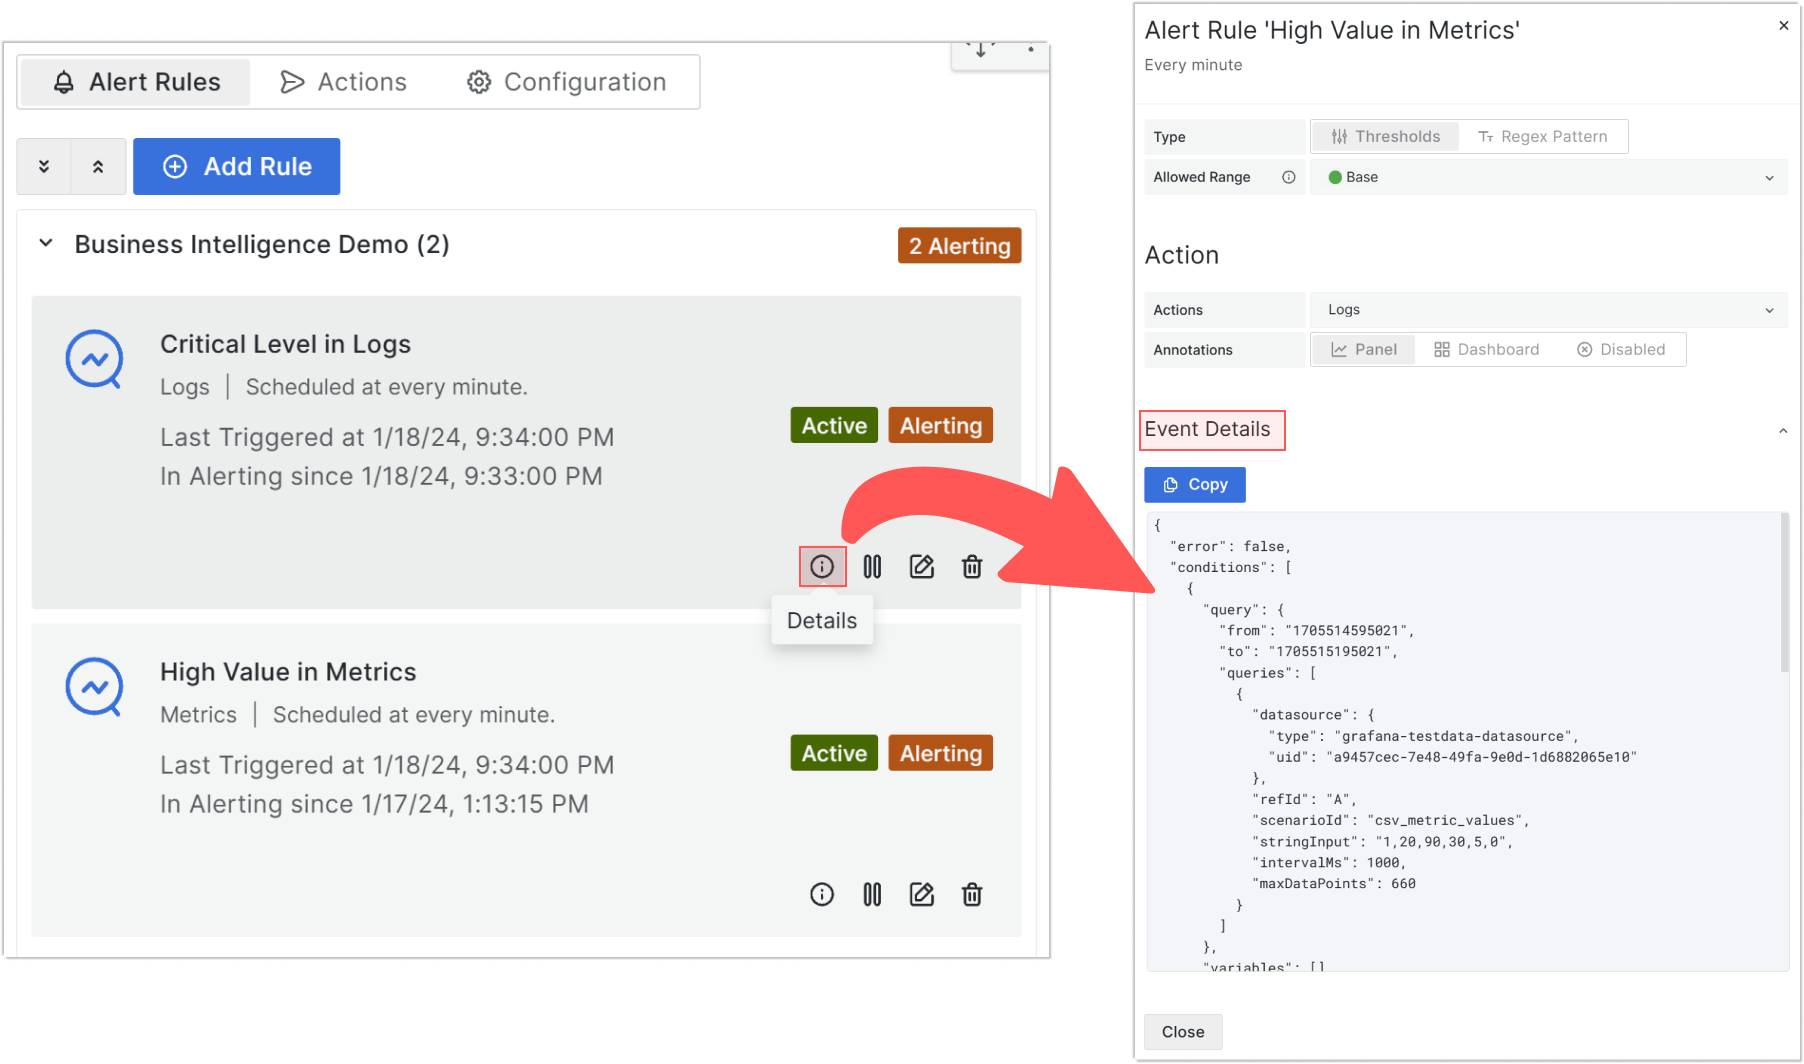 Alert Rules
Actions
Configuration
Add Rule
Business Intelligence Demo (2)
2 Alerting
Critical Level in Logs
Logs | Scheduled at every minute.
Last Triggered at 1/18/24, 9:34:00 PM
In Alerting since 1/18/24, 9:33:00 PM
Active
Alerting
Details
High Value in Metrics
Metrics | Scheduled at every minute.
Last Triggered at 1/18/24, 9:34:00 PM
In Alerting since 1/17/24, 1:13:15 PM
Active
Alerting
Alert Rule 'High Value in Metrics'
Every minute
Type
Thresholds
Regex Pattern
Allowed Range
Base
Action
Actions
Logs
Annotations
Panel
Dashboard
Disabled
Event Details
Copy
{
"error": false,
"conditions": [
{
"query": {
"from": "1705514595021",
"to": "1705515195021",
"queries": [
{
"datasource": {
"type": "grafana-testdata-datasource",
"uid": "a9457cec-7e48-49fa-9e0d-1d6882065e10"
},
"refId": "A",
"scenarioId": "csv_metric_values",
"stringInput": "1,20,90,30,5,0",
"intervalMs": 1000,
"maxDataPoints": 660
}
]
},
"variables": []
Close